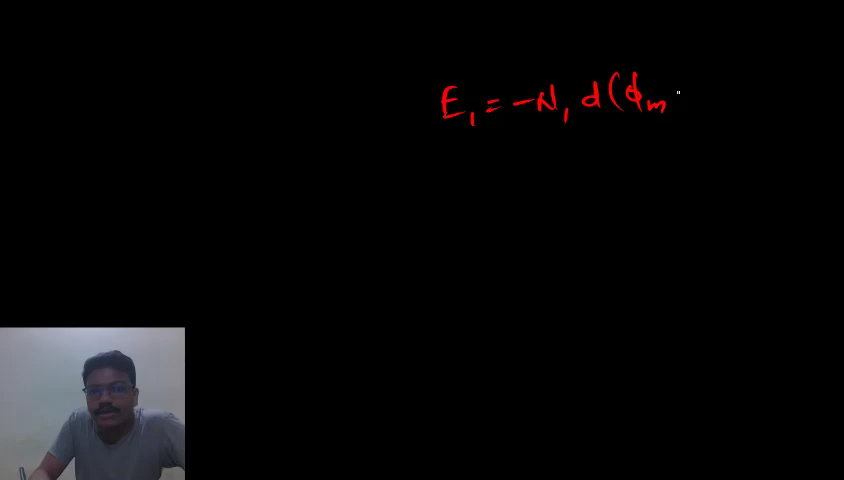 E₁ = -N₁ d(ϕm